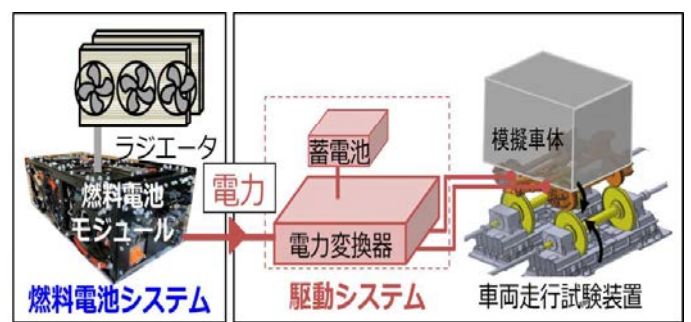 ラジエータ
燃料電池
モジュール
燃料電池システム
電力
蓄電池
電力変換器
駆動システム
模擬車体
車両走行試験装置